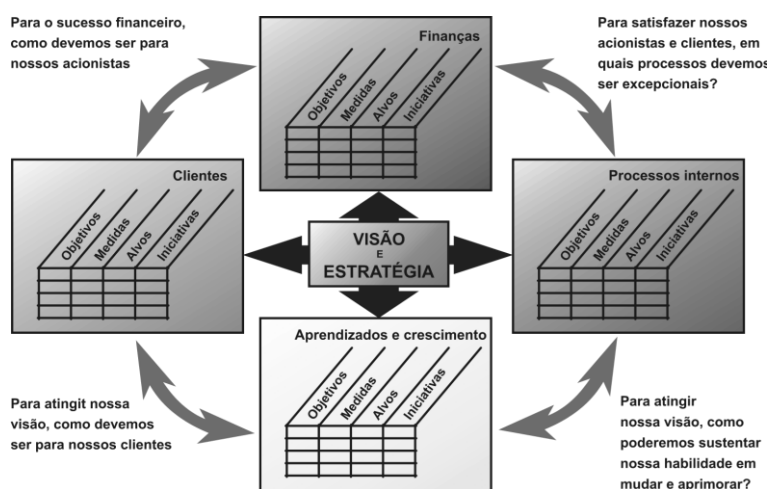 Para o sucesso financeiro,
como devemos ser para
nossos acionistas
Finanças
Objetivos
Medidas
Alvos
Iniciativas
Para satisfazer nossos
acionistas e clientes, em
quais processos devemos
ser excepcionais?
Clientes
Objetivos
Medidas
Alvos
Iniciativas
VISÃO
E
ESTRATÉGIA
Processos internos
Objetivos
Medidas
Alvos
Iniciativas
Para atingit nossa
visão, como devemos
ser para nossos clientes
Aprendizados e crescimento
Objetivos
Medidas
Alvos
Iniciativas
Para atingir
nossa visão, como
poderemos sustentar
nossa habilidade em
mudar e aprimorar?